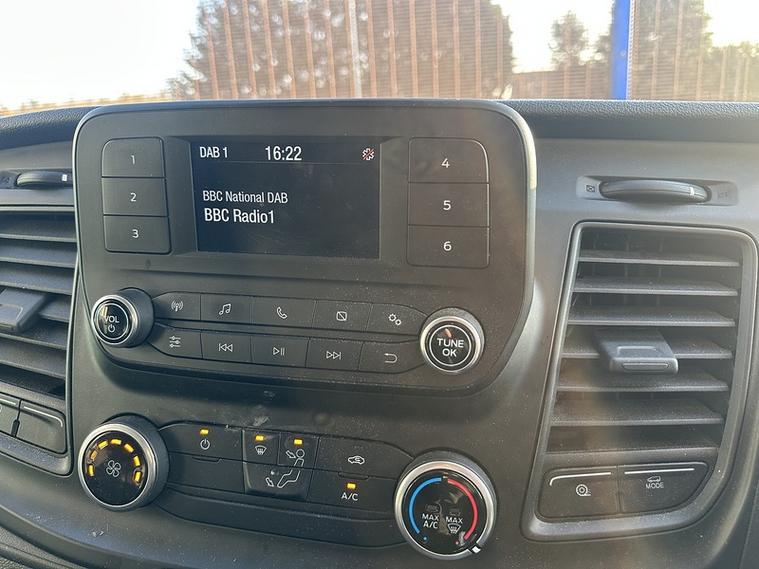 DAB 1 16:22
BBC National DAB
BBC Radio1
1
2
3
4
5
6
VOL
TUNE
OK
A/C
MAX
A/C
MAX
MODE